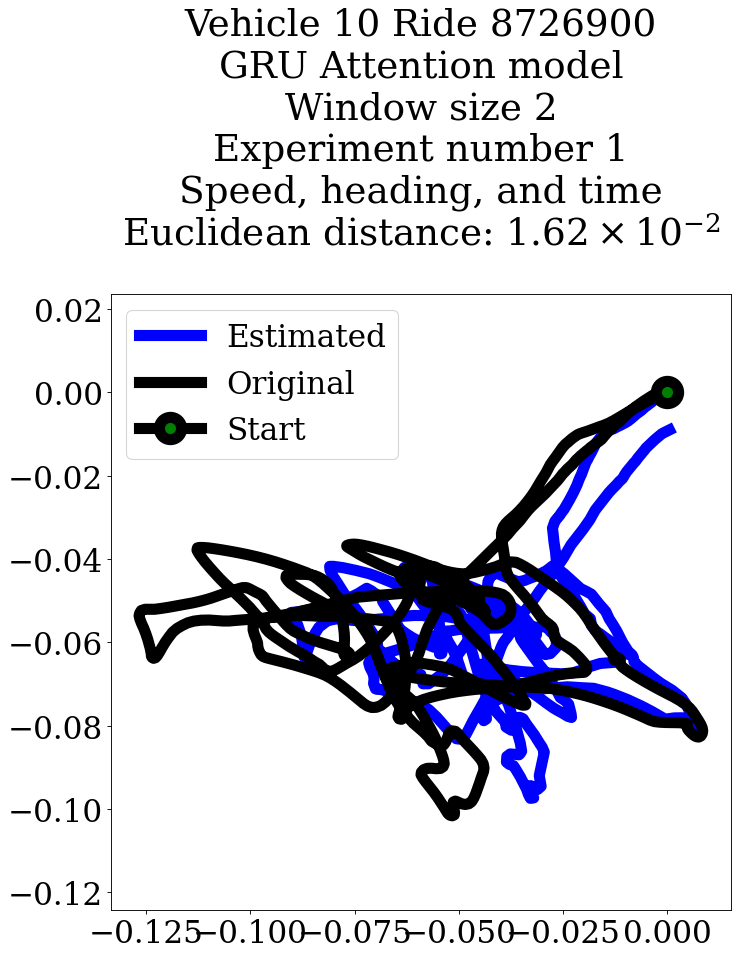 Vehicle 10 Ride 8726900
GRU Attention model
Window size 2
Experiment number 1
Speed, heading, and time
Euclidean distance: 1.62 × 10⁻²
Estimated
Original
Start
0.02
0.00
−0.02
−0.04
−0.06
−0.08
−0.10
−0.12
−0.125
−0.100
−0.075
−0.050
−0.025
0.000